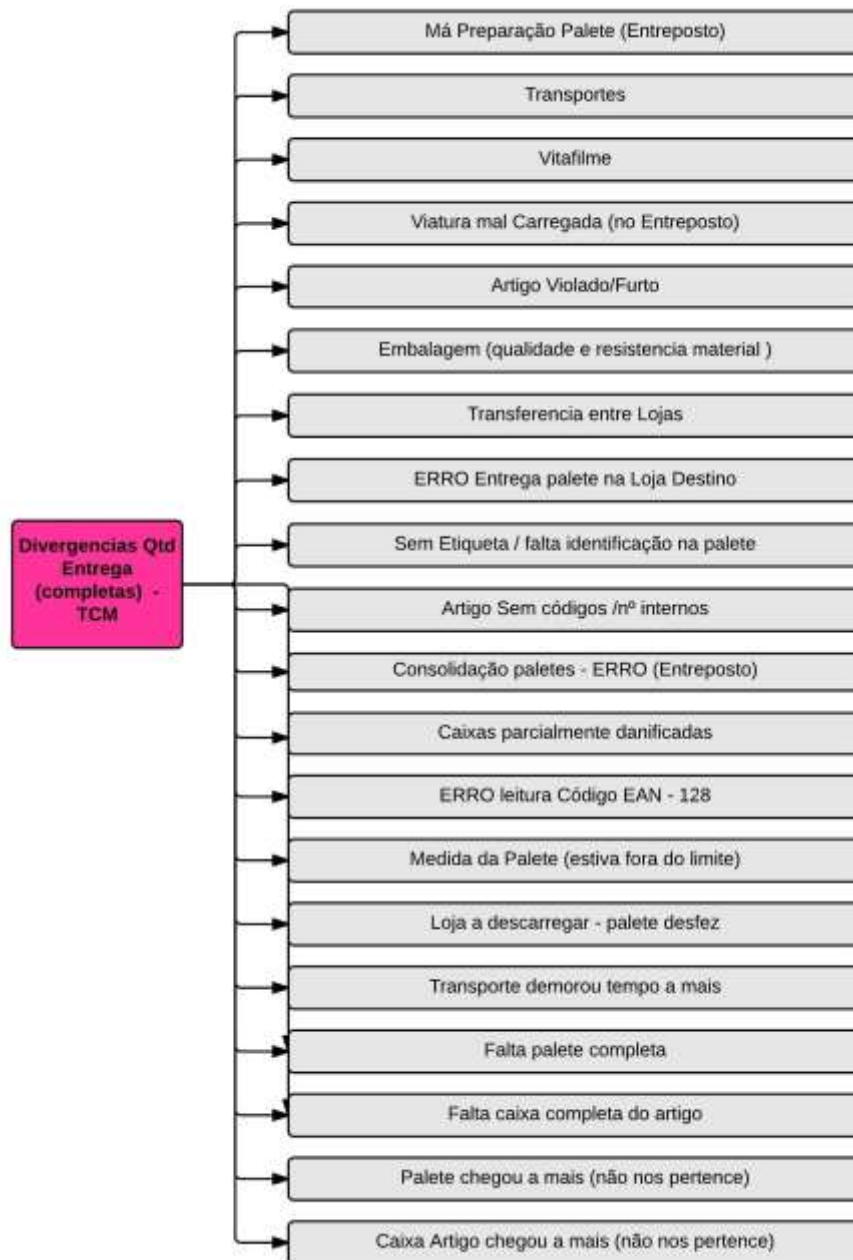 Má Preparação Palete (Entreposto)
Transportes
Vitafilme
Viatura mal Carregada (no Entreposto)
Artigo Violado/Furto
Embalagem (qualidade e resistencia material )
Transferencia entre Lojas
ERRO Entrega palete na Loja Destino
Divergencias Qtd
Entrega
(completas) -
TCM
Sem Etiqueta / falta identificação na palete
Artigo Sem códigos /nº internos
Consolidação paletes - ERRO (Entreposto)
Caixas parcialmente danificadas
ERRO leitura Código EAN - 128
Medida da Palete (estiva fora do limite)
Loja a descarregar - palete desfez
Transporte demorou tempo a mais
Falta palete completa
Falta caixa completa do artigo
Palete chegou a mais (não nos pertence)
Caixa Artigo chegou a mais (não nos pertence)